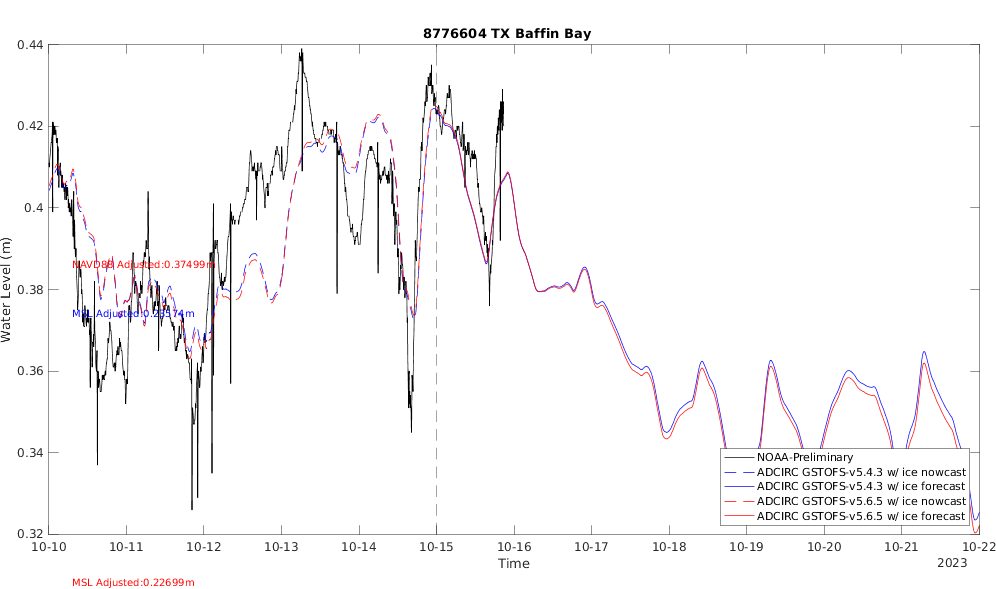 8776604 TX Baffin Bay
0.44
0.42
0.4
0.38
0.36
0.34
0.32
Water Level (m)
NAVD88 Adjusted:0.37499m
NOAA-Preliminary
ADCIRC GSTOFS-v5.4.3 w/ ice nowcast
ADCIRC GSTOFS-v5.4.3 w/ ice forecast
ADCIRC GSTOFS-v5.6.5 w/ ice nowcast
ADCIRC GSTOFS-v5.6.5 w/ ice forecast
10-10 10-11 10-12 10-13 10-14 10-15 10-16 10-17 10-18 10-19 10-20 10-21 10-22
Time
2023
MSL Adjusted:0.22699m